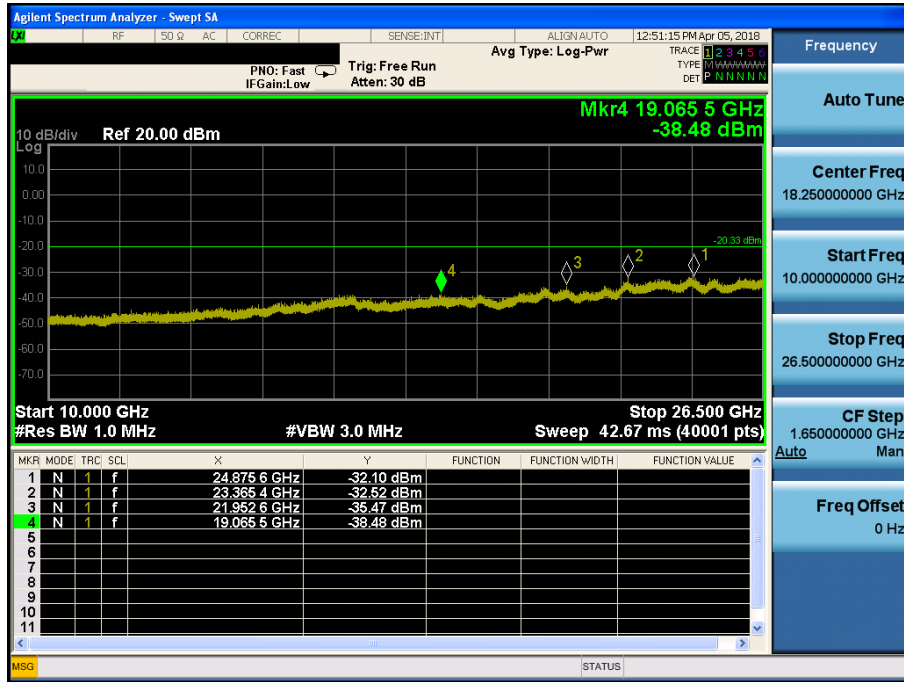 Agilent Spectrum Analyzer - Swept SA
LXI RF 50 Ω AC CORREC SENSE:INT ALIGNAUTO 12:51:15 PM Apr 05, 2018
Frequency
Avg Type: Log-Pwr
TRACE 1 2 3 4 5 6
TYPE M WWWWW
DET P N N N N N
PNO: Fast
IFGain:Low
Trig: Free Run
Atten: 30 dB
Auto Tune
Mkr4 19.065 5 GHz
-38.48 dBm
10 dB/div Ref 20.00 dBm
Log
10.0
0.00
-10.0
-20.0
-30.0
-40.0
-50.0
-60.0
-70.0
-20.33 dBm
4
3
2
1
Center Freq
18.250000000 GHz
Start Freq
10.000000000 GHz
Stop Freq
26.500000000 GHz
Start 10.000 GHz Stop 26.500 GHz
#Res BW 1.0 MHz #VBW 3.0 MHz Sweep 42.67 ms (40001 pts)
CF Step
1.650000000 GHz
Auto Man
MKR MODE TRC SCL X Y FUNCTION FUNCTION WIDTH FUNCTION VALUE
1 N 1 f 24.875 6 GHz -32.10 dBm
2 N 1 f 23.365 4 GHz -32.52 dBm
3 N 1 f 21.952 6 GHz -35.47 dBm
4 N 1 f 19.065 5 GHz -38.48 dBm
5
6
7
8
9
10
11
Freq Offset
0 Hz
MSG STATUS